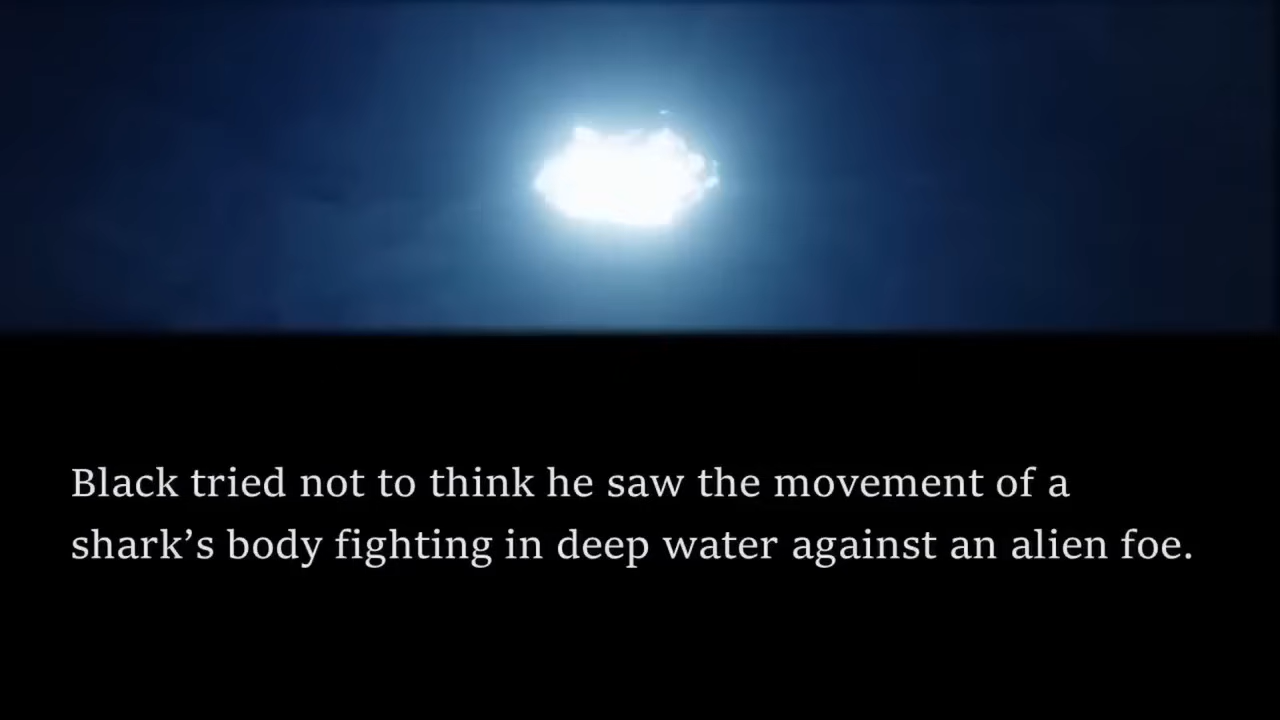 Black tried not to think he saw the movement of a
shark’s body fighting in deep water against an alien foe.